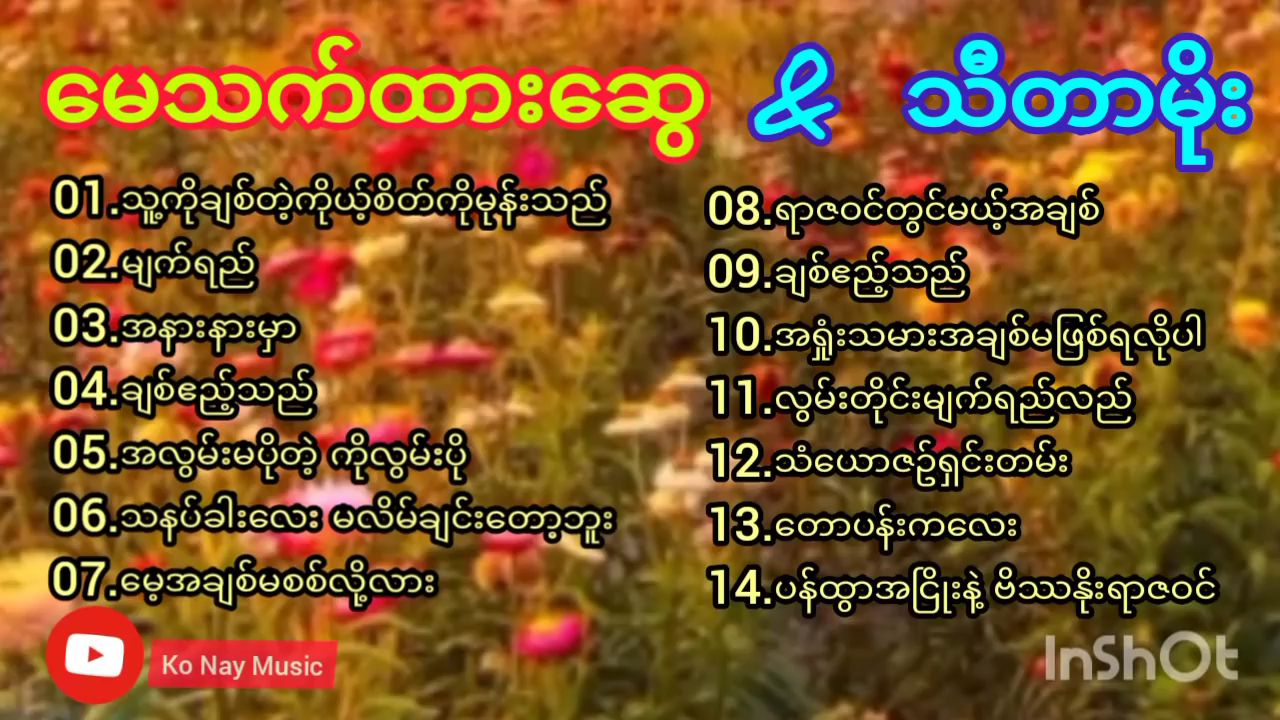 မေသက်ထားဆွေ & သီတာမိုး
01.သူ့ကိုချစ်တဲ့ကိုယ့်စိတ်ကိုမုန်းသည်
02.မျက်ရည်
03.အနားနားမှာ
04.ချစ်ဧည့်သည်
05.အလွမ်းမပိုတဲ့ ကိုလွမ်းပို
06.သနပ်ခါးလေး မလိမ်ချင်းတော့ဘူး
07.မေ့အချစ်မစစ်လို့လား
08.ရာဇဝင်တွင်မယ့်အချစ်
09.ချစ်ဧည့်သည်
10.အရှုံးသမားအချစ်မဖြစ်ရလိုပါ
11.လွမ်းတိုင်းမျက်ရည်လည်
12.သံယောဇဥ်ရှင်းတမ်း
13.တောပန်းကလေး
14.ပန်ထွာအငြိုးနဲ့ ဗိဿနိုးရာဇဝင်
Ko Nay Music
InShOt